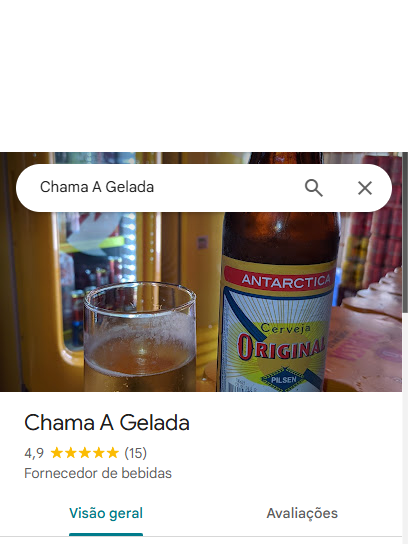 Chama A Gelada
ANTARCTICA
Cerveja
ORIGINAL
PILSEN
Chama A Gelada
4,9 (15)
Fornecedor de bebidas
Visão geral Avaliações